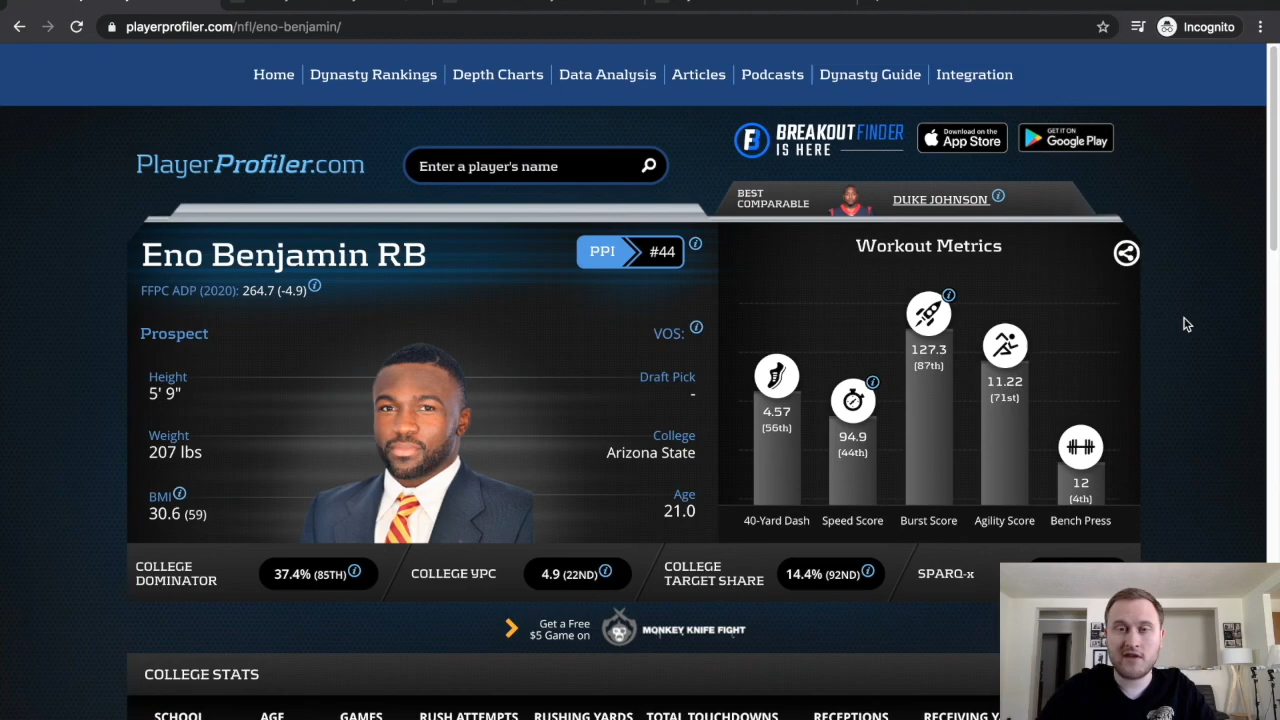 playerprofiler.com/nfl/eno-benjamin/
Incognito
Home
Dynasty Rankings
Depth Charts
Data Analysis
Articles
Podcasts
Dynasty Guide
Integration
PlayerProfiler.com
Enter a player's name
BREAKOUTFINDER
IS HERE
Download on the
App Store
GET IT ON
Google Play
BEST
COMPARABLE
DUKE JOHNSON
Eno Benjamin RB
PPI
#44
FFPC ADP (2020): 264.7 (-4.9)
Prospect
VOS:
Height
5' 9"
Draft Pick
-
Weight
207 lbs
College
Arizona State
BMI
30.6 (59)
Age
21.0
Workout Metrics
4.57
(56th)
94.9
(44th)
127.3
(87th)
11.22
(71st)
12
(4th)
40-Yard Dash
Speed Score
Burst Score
Agility Score
Bench Press
COLLEGE
DOMINATOR
37.4% (85TH)
COLLEGE YPC
4.9 (22ND)
COLLEGE
TARGET SHARE
14.4% (92ND)
SPARQ-x
Get a Free
$5 Game on
MONKEY KNIFE FIGHT
COLLEGE STATS
SCHOOL
AGE
GAMES
RUSH ATTEMPTS
RUSHING YARDS
TOTAL TOUCHDOWNS
RECEPTIONS
RECEIVING Y